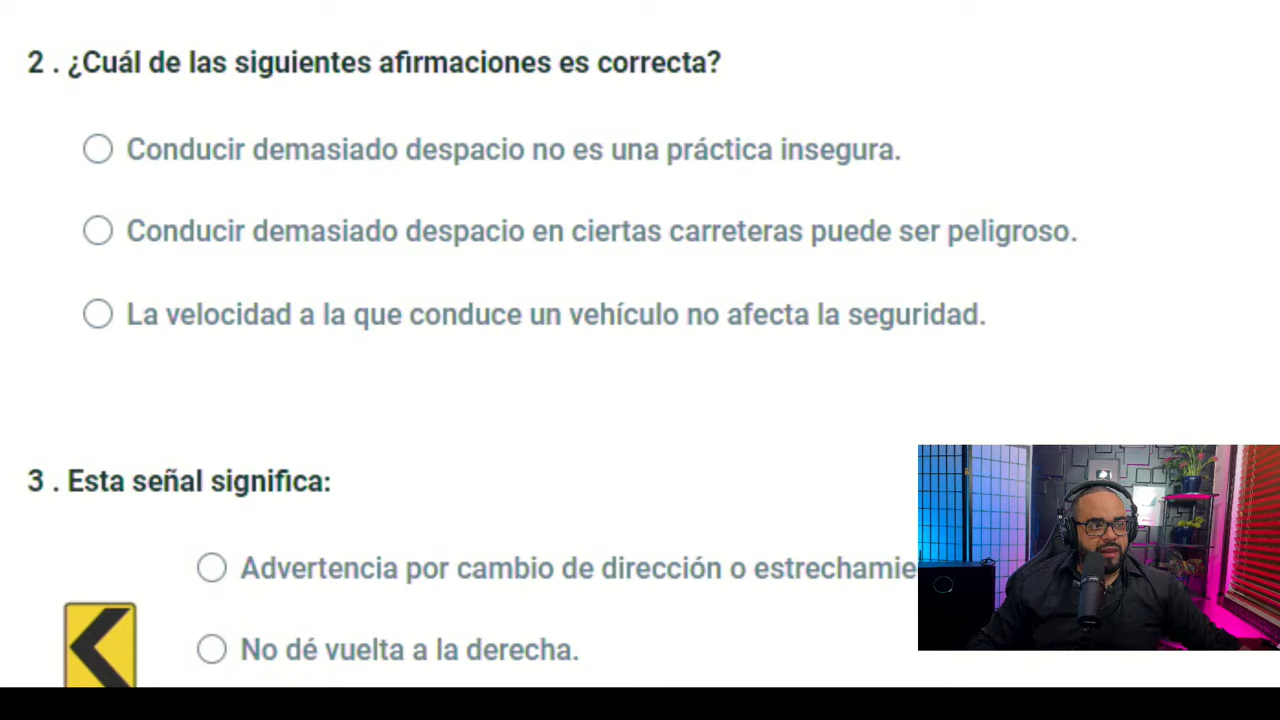 2 . ¿Cuál de las siguientes afirmaciones es correcta?
Conducir demasiado despacio no es una práctica insegura.
Conducir demasiado despacio en ciertas carreteras puede ser peligroso.
La velocidad a la que conduce un vehículo no afecta la seguridad.
3 . Esta señal significa:
Advertencia por cambio de dirección o
No dé vuelta a la derecha.